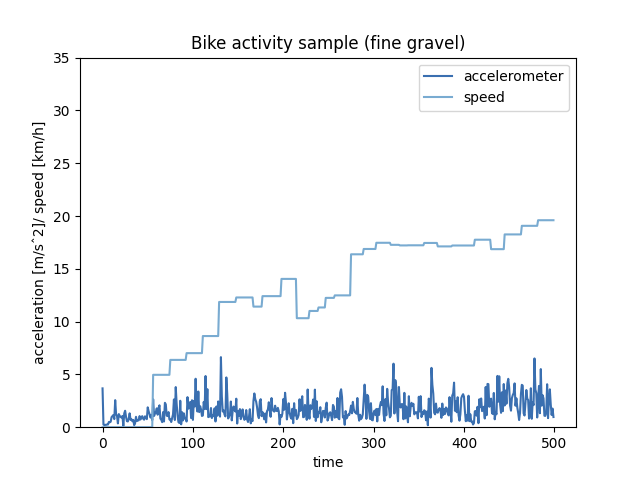 Bike activity sample (fine gravel)
accelerometer
speed
acceleration [m/s^2]/ speed [km/h]
35
30
25
20
15
10
5
0
0 100 200 300 400 500
time